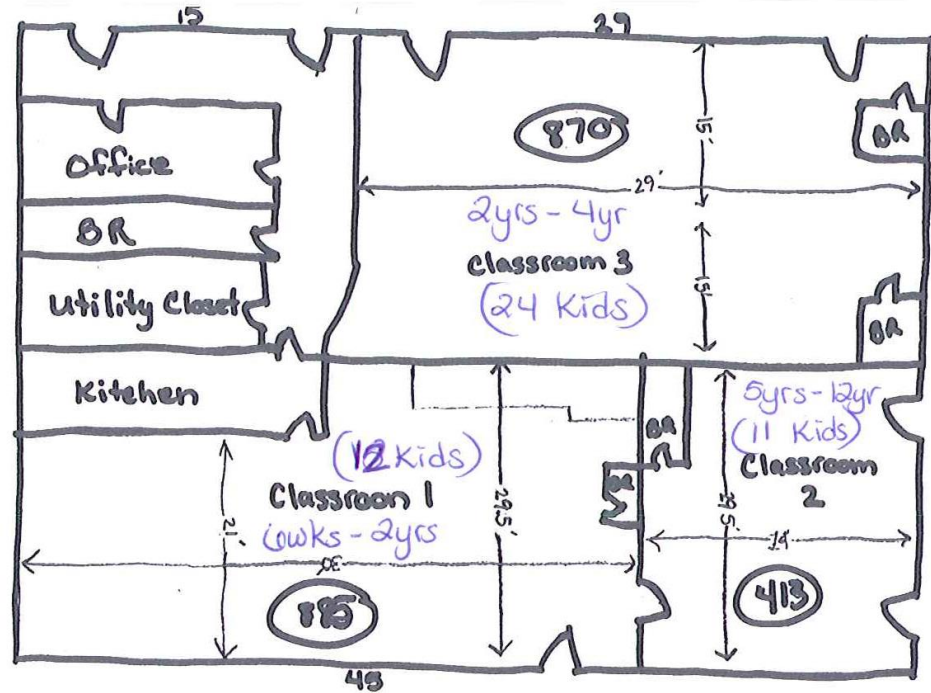 15
29
870
15'
BR
Office
29'
BR
2yrs - 4yr
Classroom 3
15'
Utility Closet
(24 Kids)
BR
Kitchen
5yrs - 12yr
(11 Kids)
BR
Classroom
2
(12 Kids)
Classroon 1
6wks - 2yrs
21'
29.5'
BR
29.5'
14'
30'
885
413
45